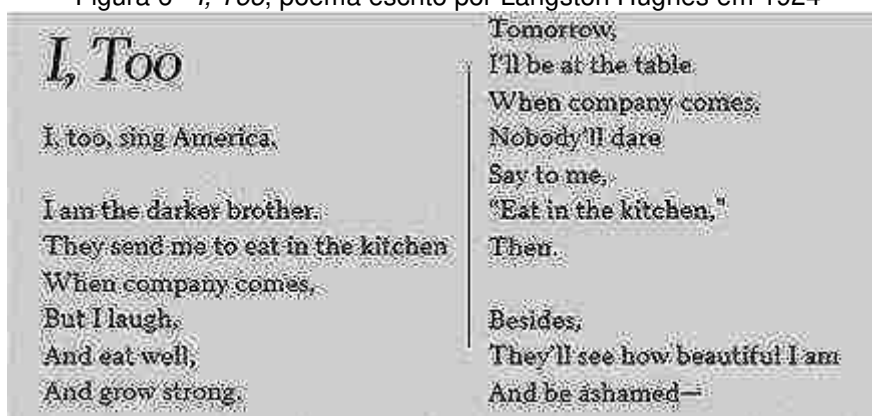 Figura 6 - I, Too, poema escrito por Langston Hughes em 1924
I, Too
I, too, sing America.
I am the darker brother.
They send me to eat in the kitchen
When company comes,
But I laugh,
And eat well,
And grow strong.
Tomorrow,
I'll be at the table
When company comes.
Nobody'll dare
Say to me,
"Eat in the kitchen,"
Then.
Besides,
They'll see how beautiful I am
And be ashamed—